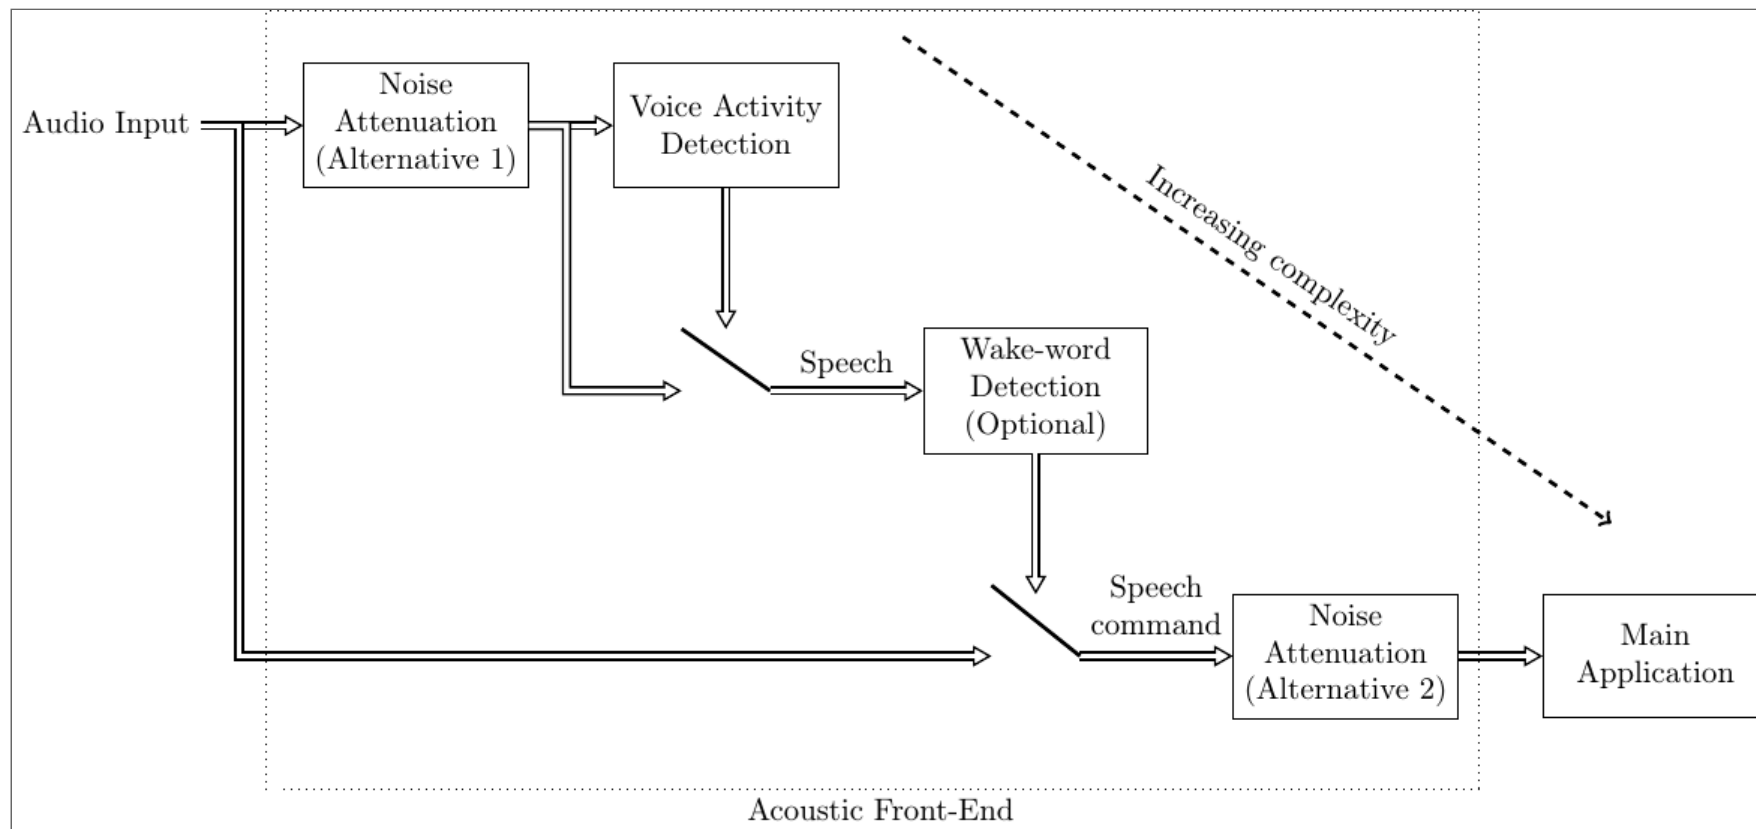 Audio Input
Noise
Attenuation
(Alternative 1)
Voice Activity
Detection
Increasing complexity
Speech
Wake-word
Detection
(Optional)
Speech
command
Noise
Attenuation
(Alternative 2)
Main
Application
Acoustic Front-End